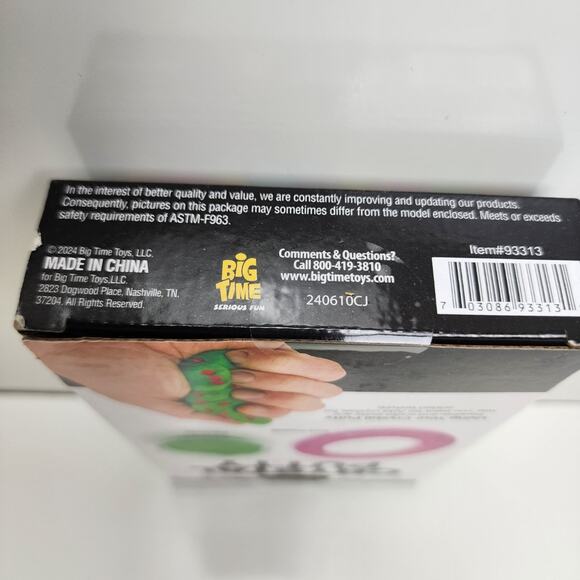 In the interest of better quality and value, we are constantly improving and updating our products.
Consequently, pictures on this package may sometimes differ from the model enclosed. Meets or exceeds
safety requirements of ASTM-F963.
© 2024 Big Time Toys, LLC.
MADE IN CHINA
for Big Time Toys,LLC.
2823 Dogwood Place, Nashville, TN.
37204. All Rights Reserved.
BIG
TIME
SERIOUS FUN
Comments & Questions?
Call 800-419-3810
www.bigtimetoys.com
240610CJ
Item#93313
7 03086 93313